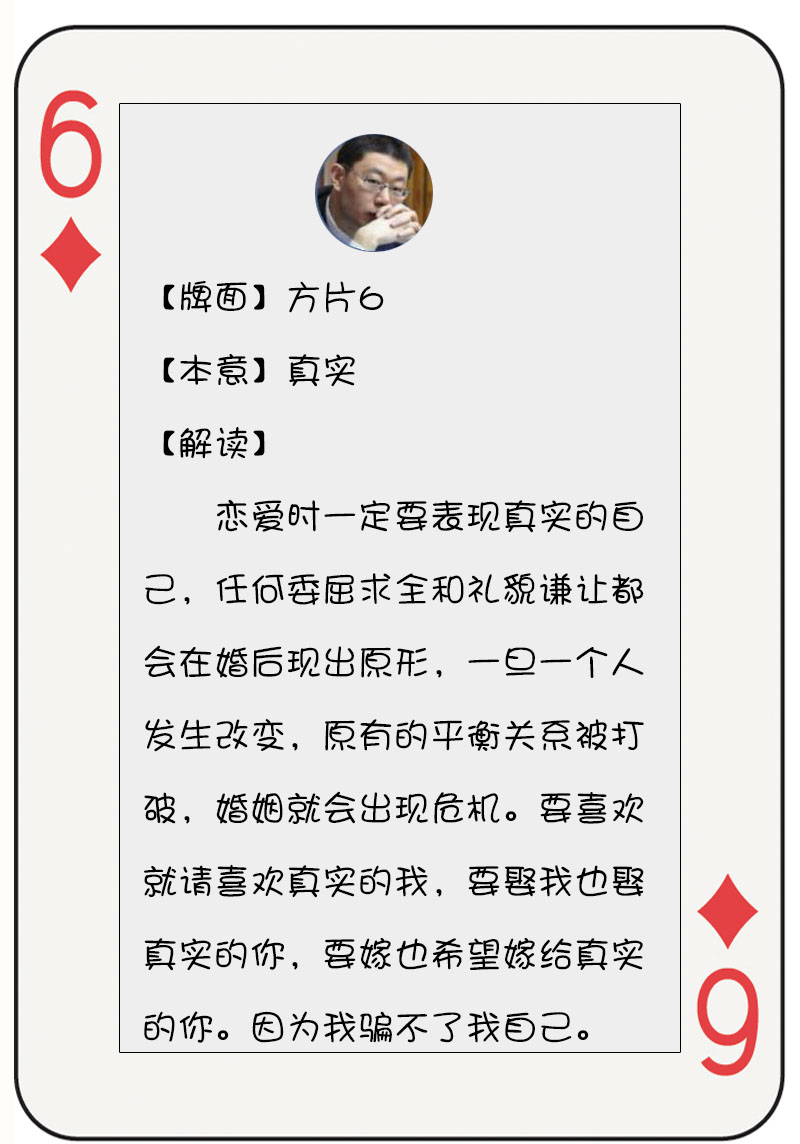 6
【牌面】方片6
【本意】真实
【解读】
恋爱时一定要表现真实的自
己，任何委屈求全和礼貌谦让都
会在婚后现出原形，一旦一个人
发生改变，原有的平衡关系被打
破，婚姻就会出现危机。要喜欢
就请喜欢真实的我，要娶我也娶
真实的你，要嫁也希望嫁给真实
的你。因为我骗不了我自己。
6